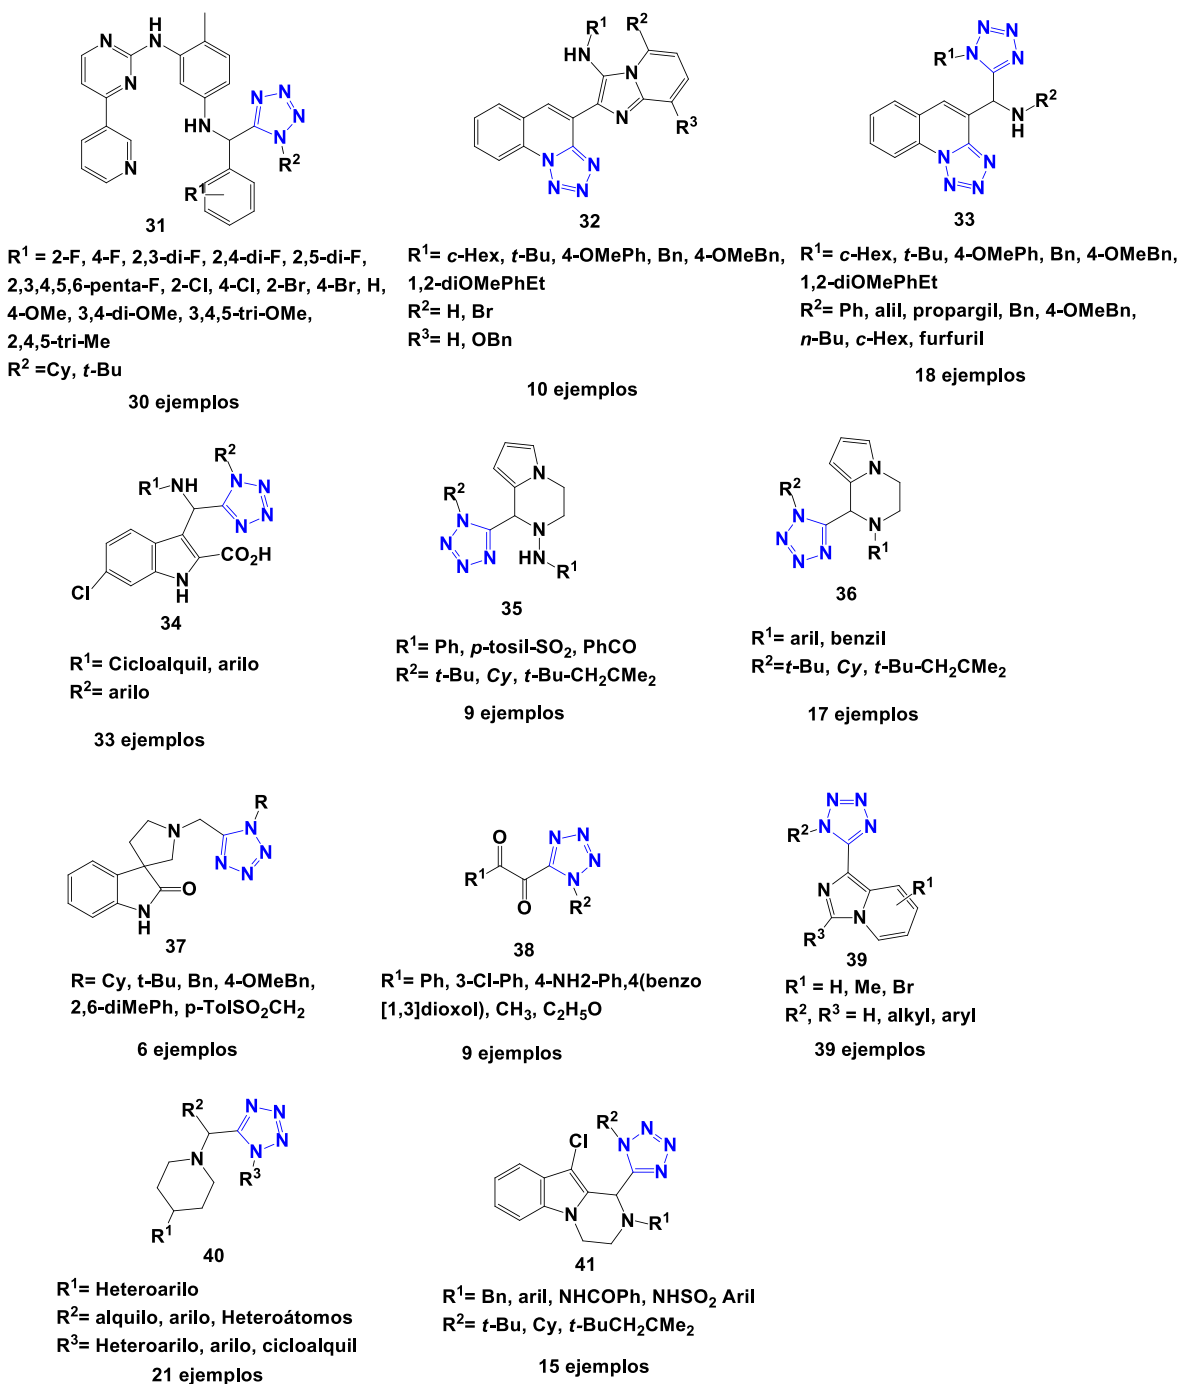 31
R¹ = 2-F, 4-F, 2,3-di-F, 2,4-di-F, 2,5-di-F,
2,3,4,5,6-penta-F, 2-Cl, 4-Cl, 2-Br, 4-Br, H,
4-OMe, 3,4-di-OMe, 3,4,5-tri-OMe,
2,4,5-tri-Me
R² =Cy, t-Bu
30 ejemplos
32
R¹= c-Hex, t-Bu, 4-OMePh, Bn, 4-OMeBn,
1,2-diOMePhEt
R²= H, Br
R³= H, OBn
10 ejemplos
33
R¹= c-Hex, t-Bu, 4-OMePh, Bn, 4-OMeBn,
1,2-diOMePhEt
R²= Ph, alil, propargil, Bn, 4-OMeBn,
n-Bu, c-Hex, furfuril
18 ejemplos
R² R¹ NH N N N N CO₂H Cl N H
34
R¹= Cicloalquil, arilo
R²= arilo
33 ejemplos
35
R¹= Ph, p-tosil-SO₂, PhCO
R²= t-Bu, Cy, t-Bu-CH₂CMe₂
9 ejemplos
36
R¹= aril, benzil
R²=t-Bu, Cy, t-Bu-CH₂CMe₂
17 ejemplos
37
R= Cy, t-Bu, Bn, 4-OMeBn,
2,6-diMePh, p-TolSO₂CH₂
6 ejemplos
38
R¹= Ph, 3-Cl-Ph, 4-NH2-Ph,4(benzo
[1,3]dioxol), CH₃, C₂H₅O
9 ejemplos
39
R¹ = H, Me, Br
R², R³ = H, alkyl, aryl
39 ejemplos
40
R¹= Heteroarilo
R²= alquilo, arilo, Heteroátomos
R³= Heteroarilo, arilo, cicloalquil
21 ejemplos
41
R¹= Bn, aril, NHCOPh, NHSO₂ Aril
R²= t-Bu, Cy, t-BuCH₂CMe₂
15 ejemplos